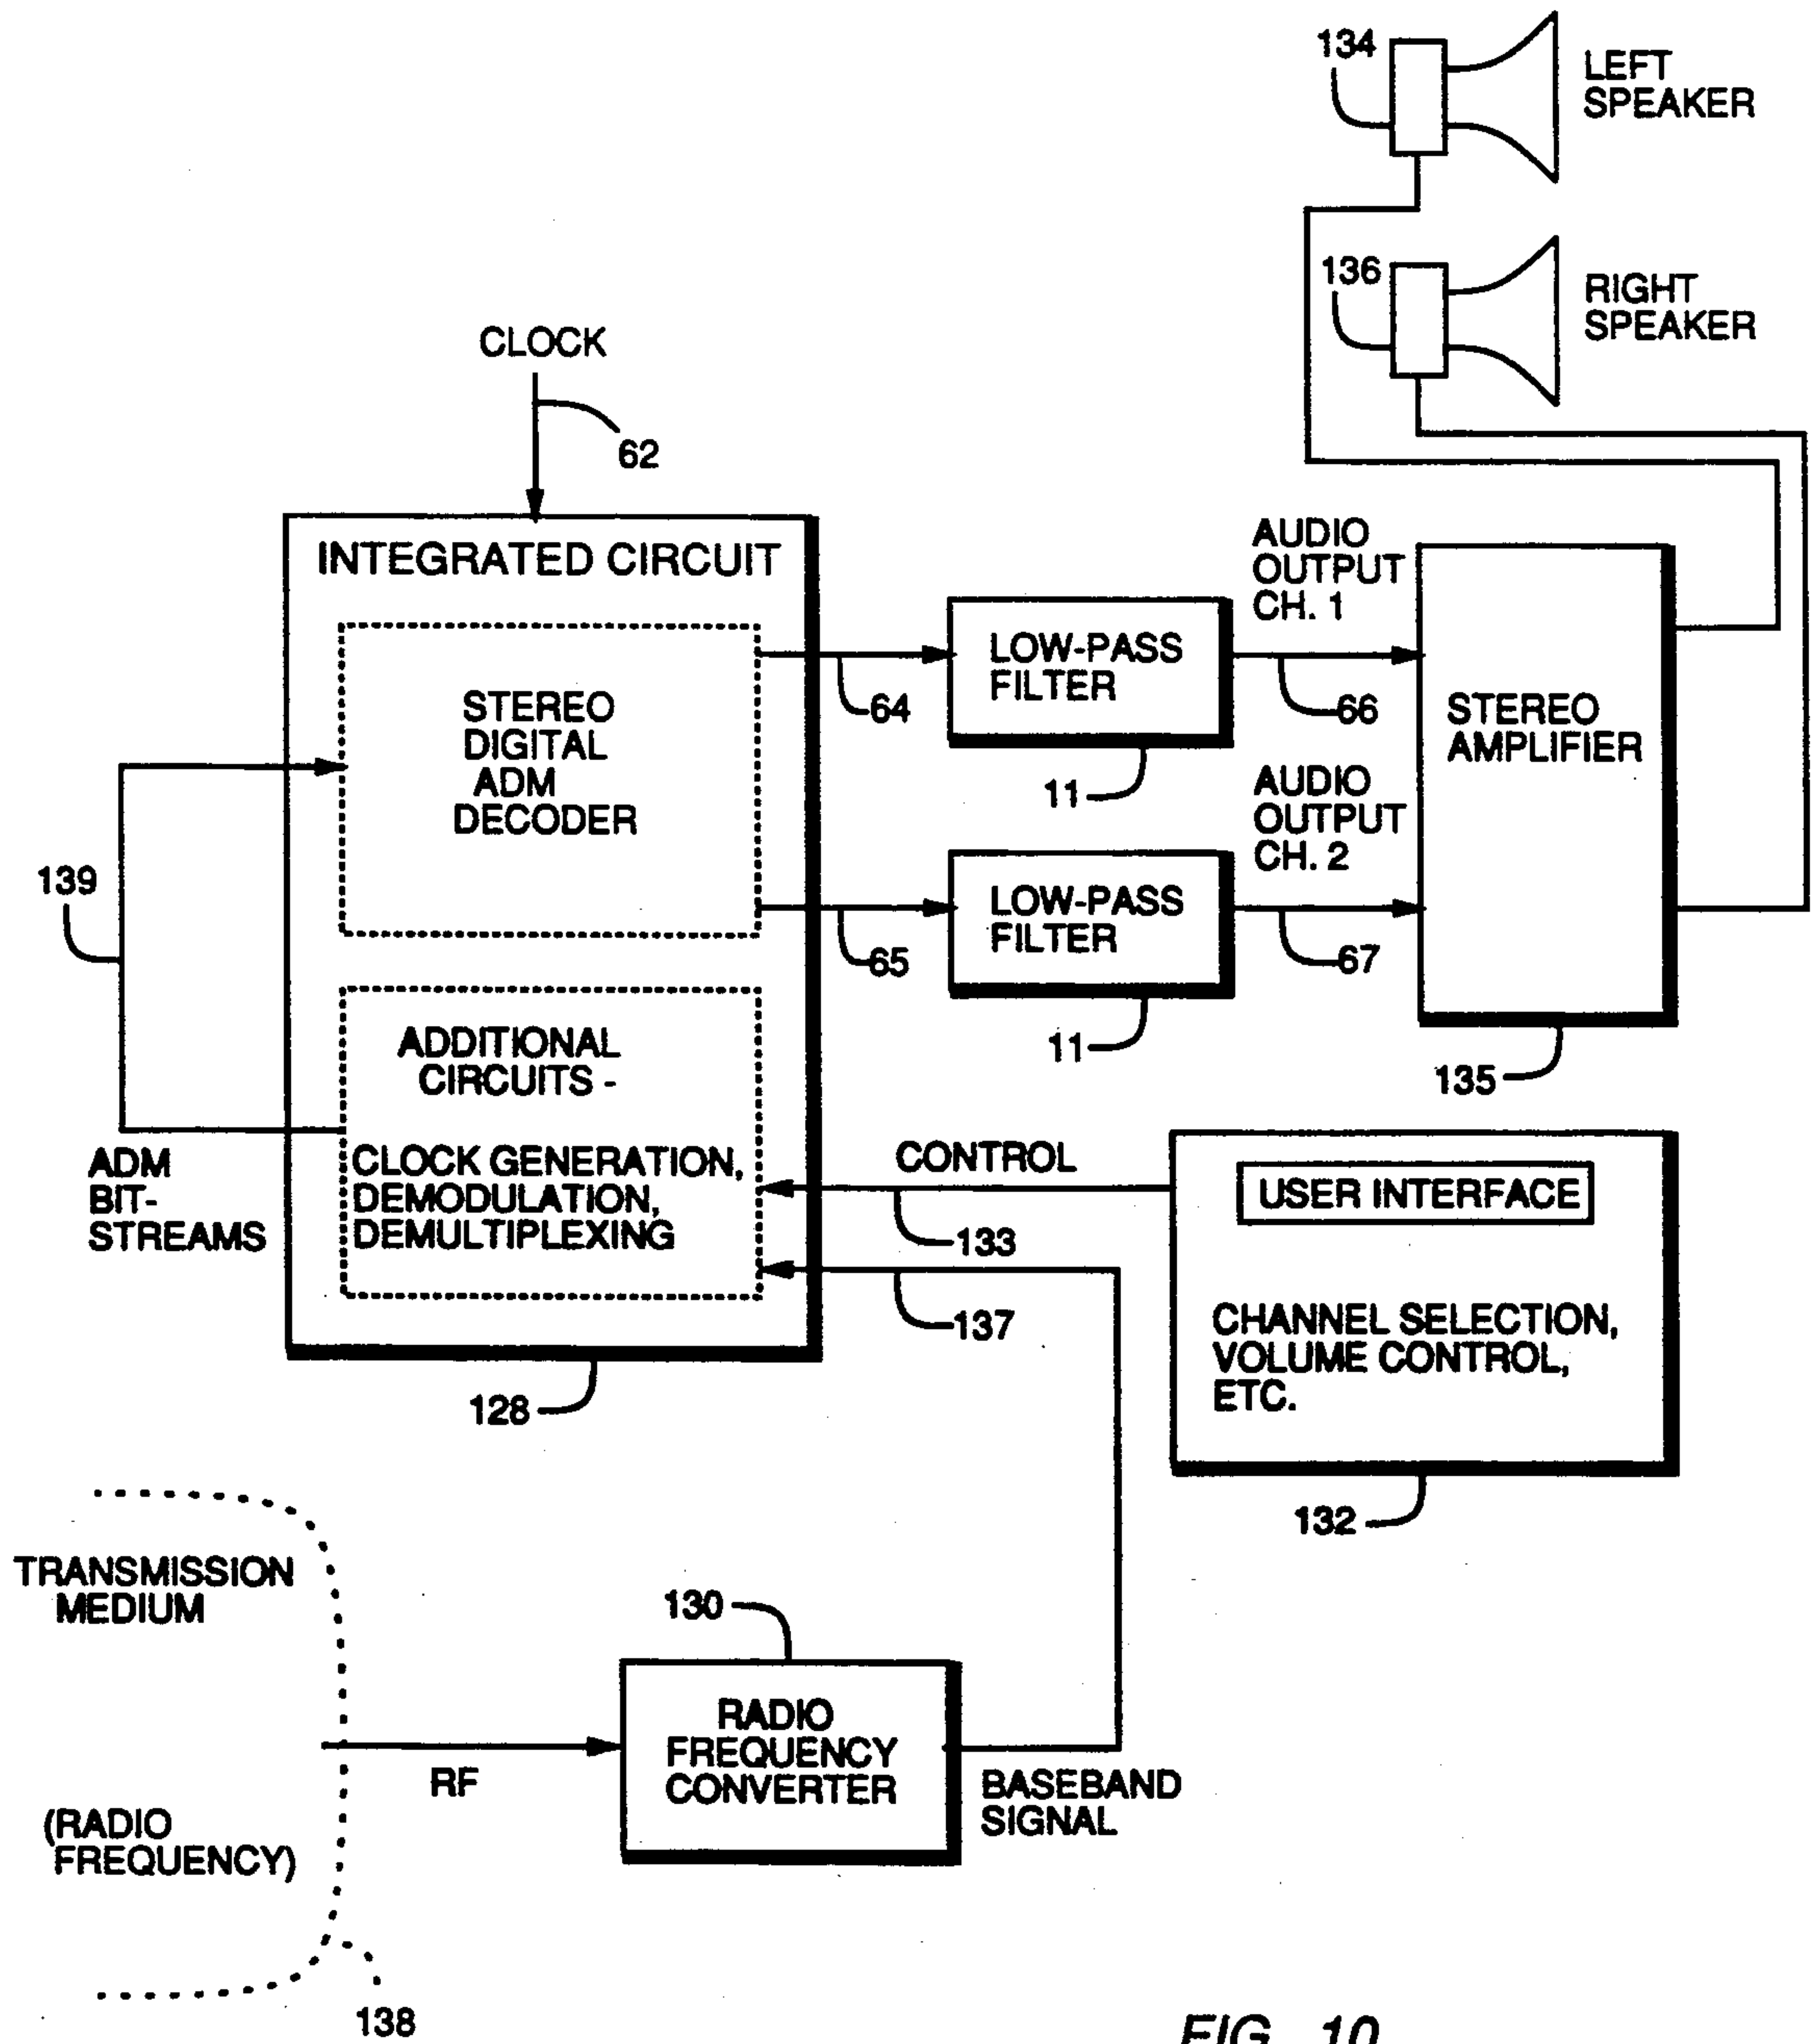 134
LEFT
SPEAKER
136
RIGHT
SPEAKER
CLOCK
62
INTEGRATED CIRCUIT
STEREO
DIGITAL
ADM
DECODER
64
LOW-PASS
FILTER
11
AUDIO
OUTPUT
CH. 1
66
STEREO
AMPLIFIER
139
65
LOW-PASS
FILTER
11
AUDIO
OUTPUT
CH. 2
67
135
ADDITIONAL
CIRCUITS -
CLOCK GENERATION,
DEMODULATION,
DEMULTIPLEXING
ADM
BIT-
STREAMS
CONTROL
133
137
USER INTERFACE
CHANNEL SELECTION,
VOLUME CONTROL,
ETC.
128
132
TRANSMISSION
MEDIUM
(RADIO
FREQUENCY)
130
RF
RADIO
FREQUENCY
CONVERTER
BASEBAND
SIGNAL
138
FIG. 10